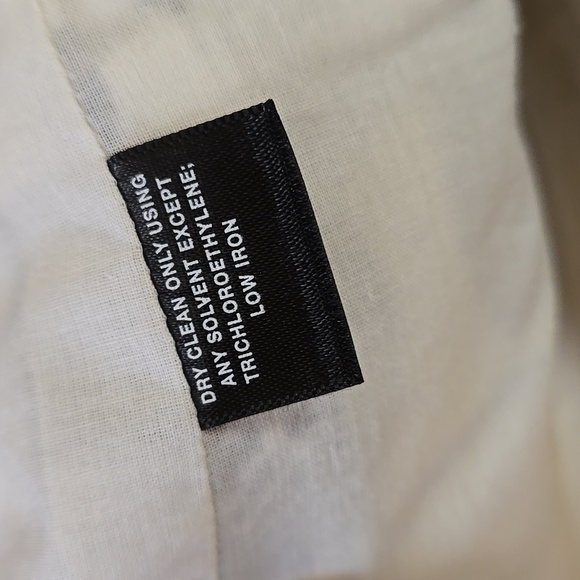 DRY CLEAN ONLY USING
ANY SOLVENT EXCEPT
TRICHLOROETHYLENE;
LOW IRON